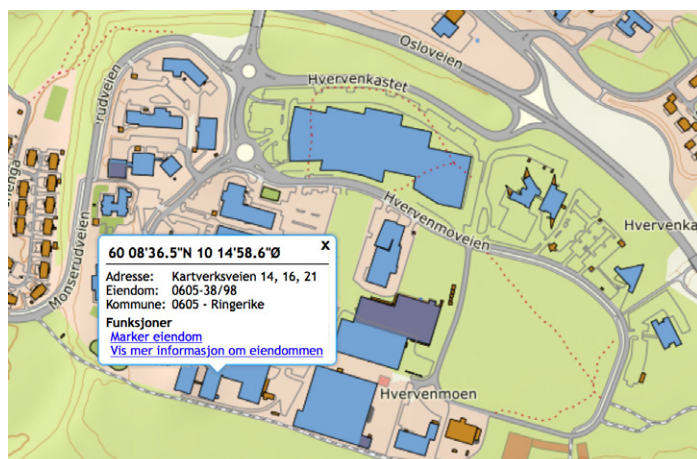 Osloveien
Hvervenkastet
rudveien
enga
Hvervenmoveien
Hvervenka
Monserudveien
60 08'36.5"N 10 14'58.6"Ø
x
Adresse: Kartverksveien 14, 16, 21
Eiendom: 0605-38/98
Kommune: 0605 - Ringerike
Funksjoner
Marker eiendom
Vis mer informasjon om eiendommen
Hvervenmoen